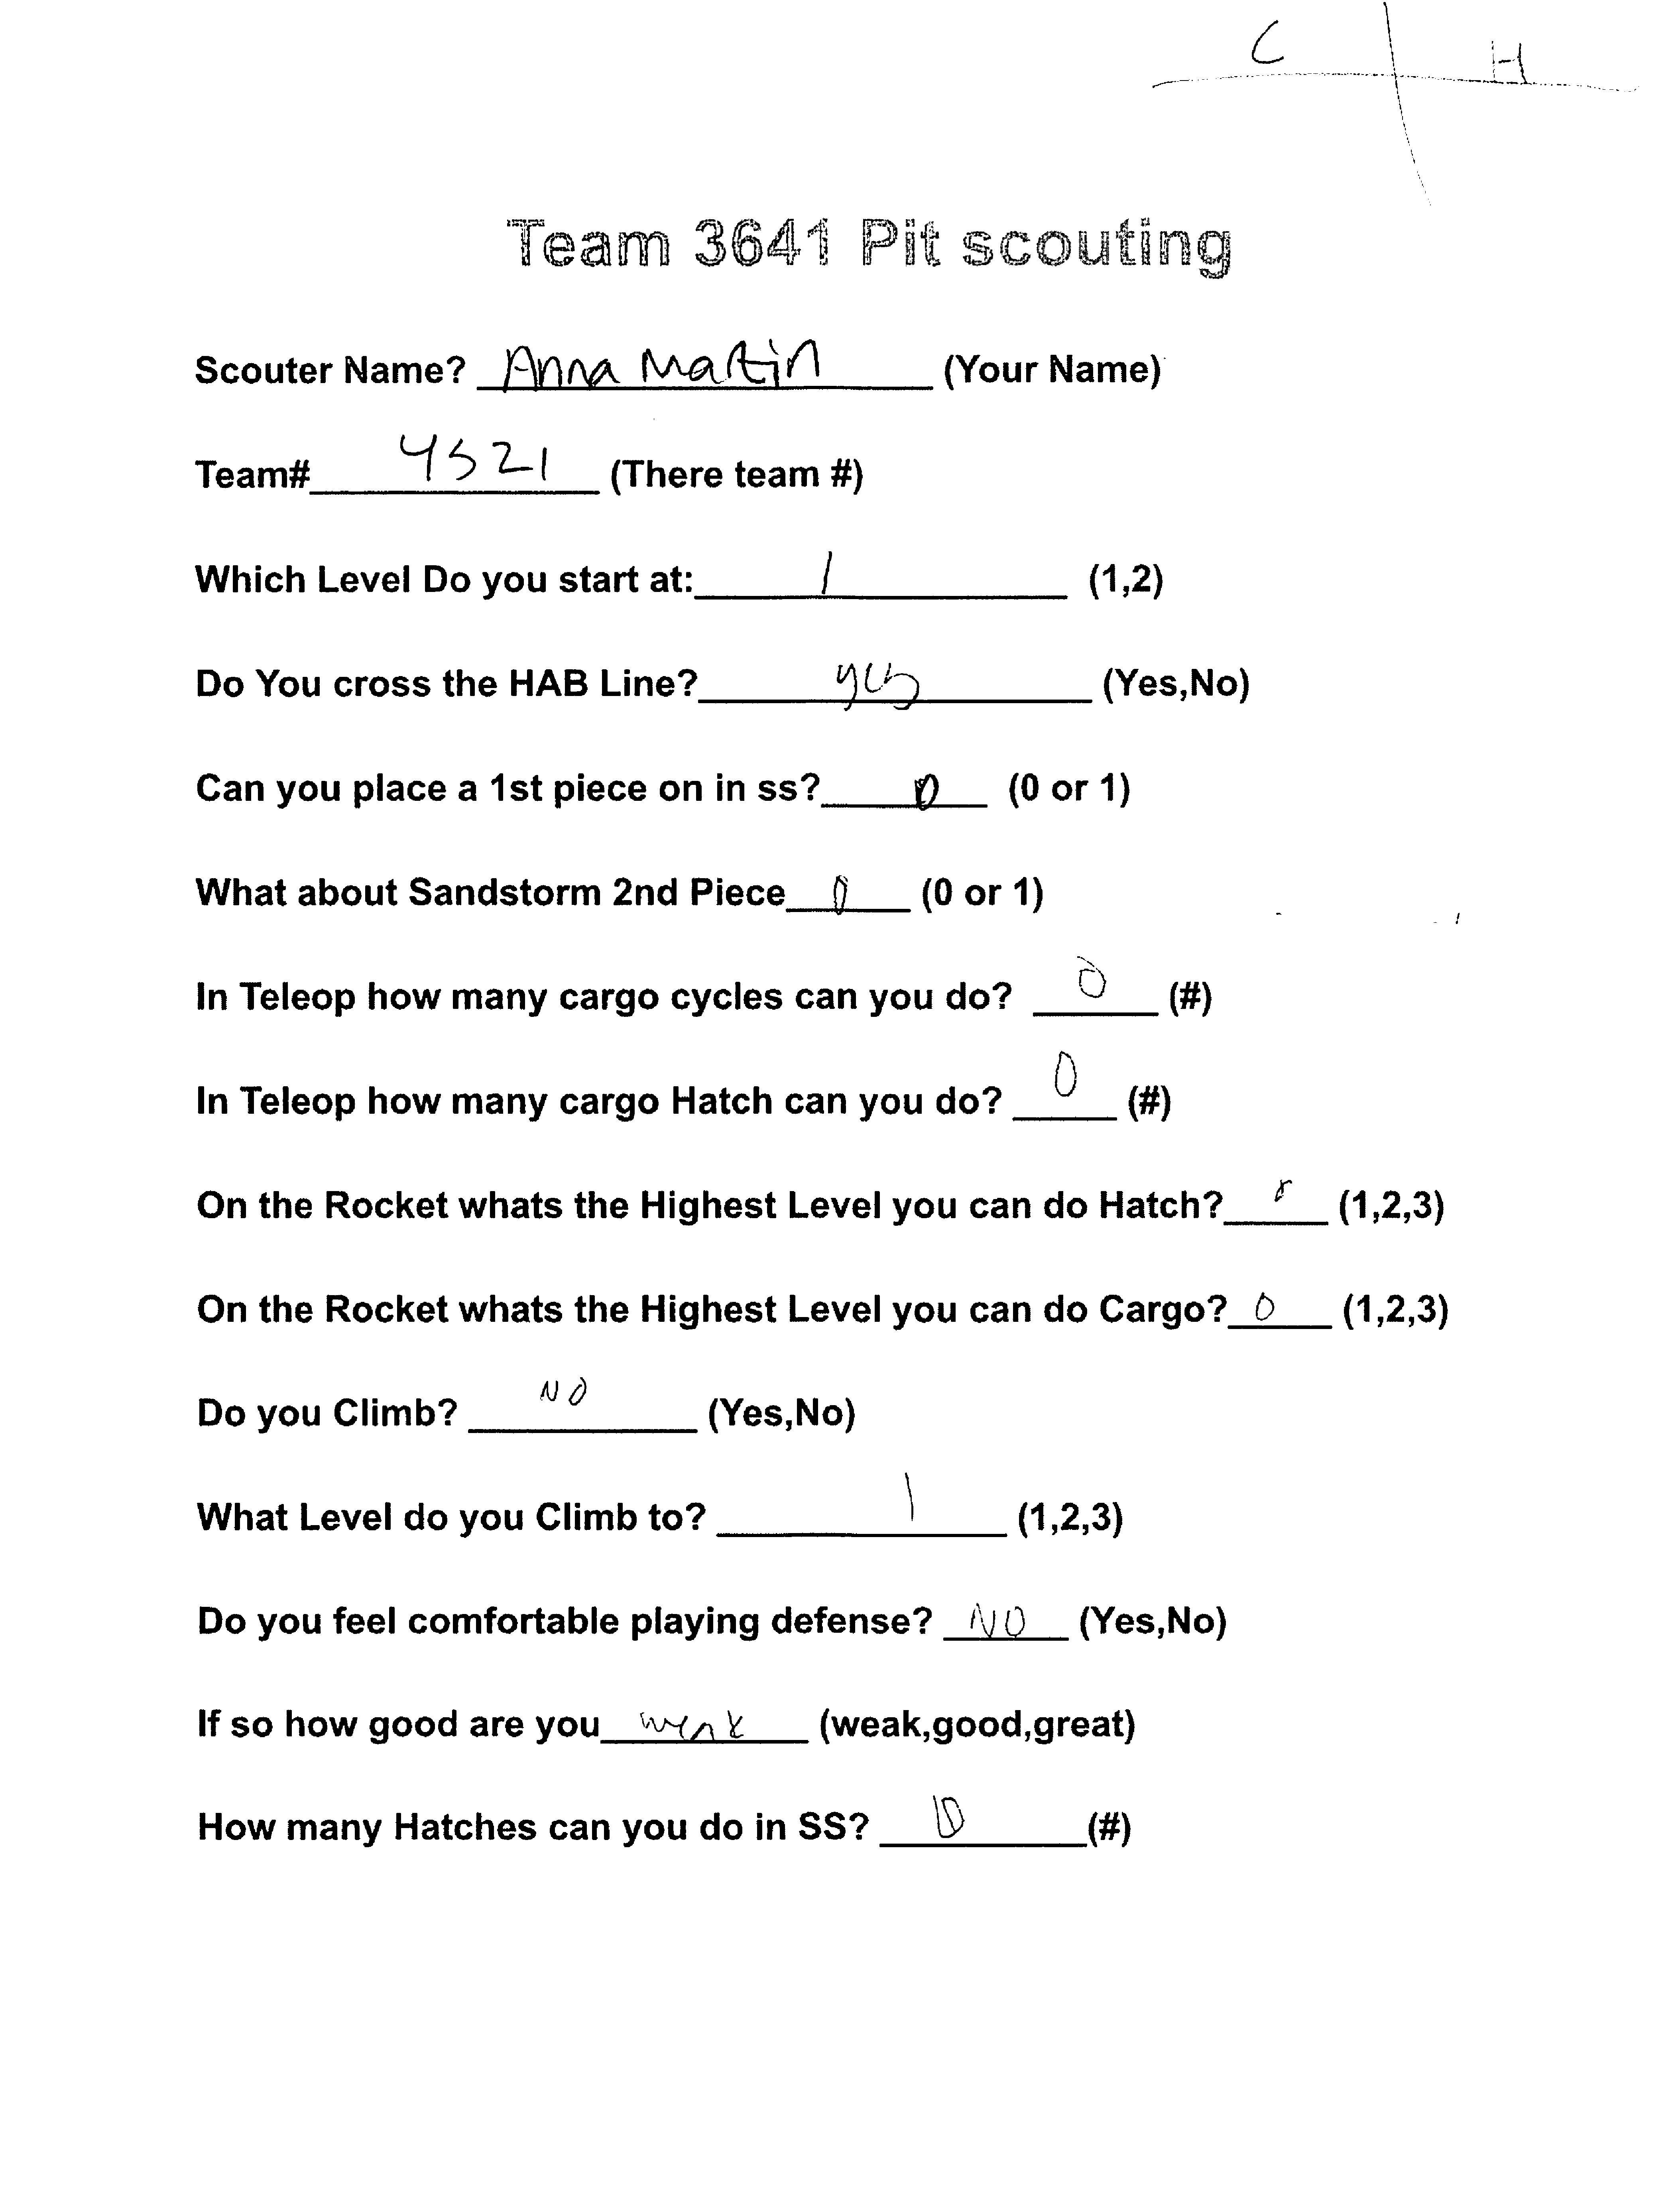 C H
Team 3641 Pit scouting
Scouter Name? Anna Martin (Your Name)
Team# 4521 (There team #)
Which Level Do you start at: 1 (1,2)
Do You cross the HAB Line? yes (Yes,No)
Can you place a 1st piece on in ss? 0 (0 or 1)
What about Sandstorm 2nd Piece 0 (0 or 1)
In Teleop how many cargo cycles can you do? 0 (#)
In Teleop how many cargo Hatch can you do? 0 (#)
On the Rocket whats the Highest Level you can do Hatch? (1,2,3)
On the Rocket whats the Highest Level you can do Cargo? 0 (1,2,3)
Do you Climb? NO (Yes,No)
What Level do you Climb to? 1 (1,2,3)
Do you feel comfortable playing defense? NO (Yes,No)
If so how good are you weak (weak,good,great)
How many Hatches can you do in SS? (#)